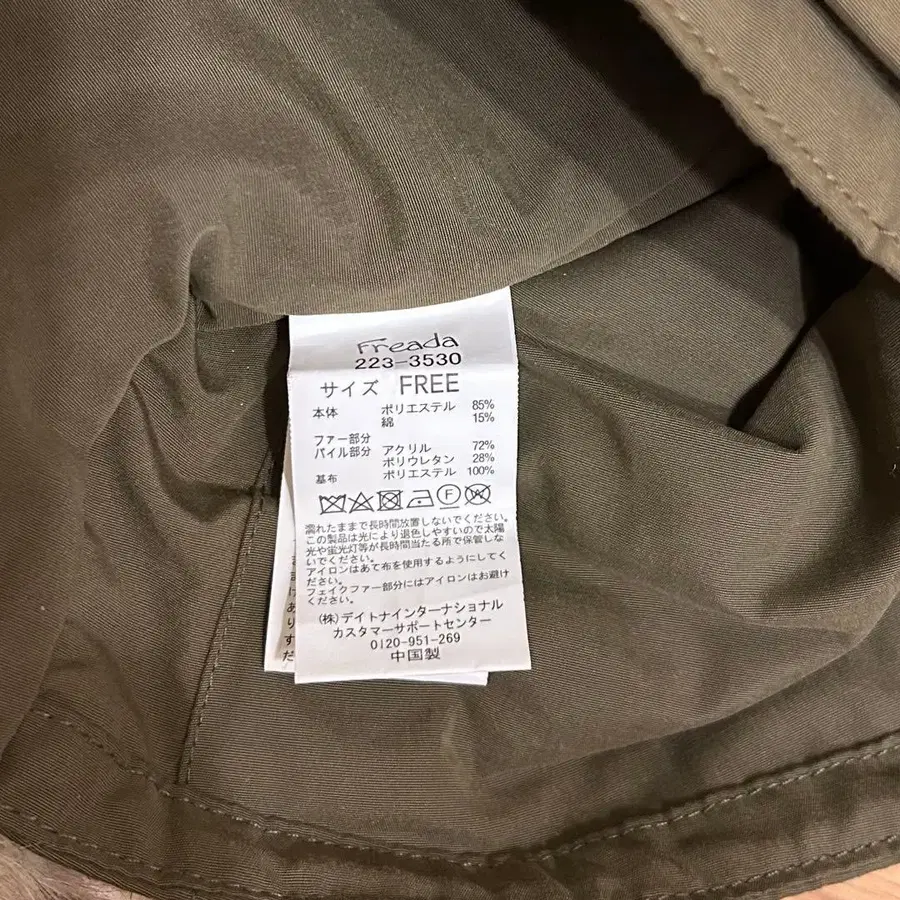 Freada
223-3530
サイズ FREE
本体 ポリエステル 85%
綿 15%
ファー部分
パイル部分 アクリル 72%
ポリウレタン 28%
基布 ポリエステル 100%
F W
濡れたままで長時間放置しないでください。
この製品は光により退色しやすいので太陽
光や蛍光灯等が長時間当たる所で保管しな
いでください。
アイロンはあて布を使用するようにしてく
ださい。
フェイクファー部分にはアイロンはお避け
ください。
(株)デイトナインターナショナル
カスタマーサポートセンター
0120-951-269
中国製
け
あ
り
す
だ